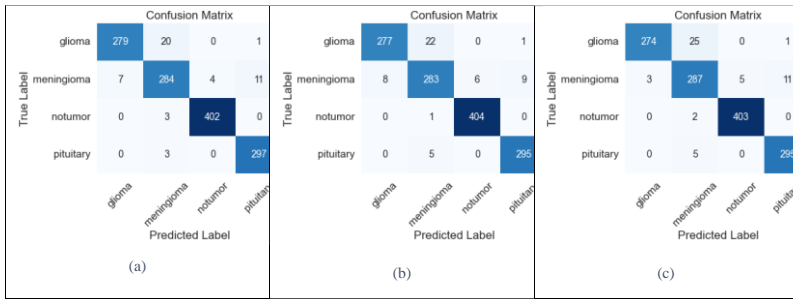 Confusion Matrix
True Label
glioma 279 20 0 1
meningioma 7 284 4 11
notumor 0 3 402 0
pituitary 0 3 0 297
glioma meningioma notumor pituitary
Predicted Label
(a)
Confusion Matrix
True Label
glioma 277 22 0 1
meningioma 8 283 6 9
notumor 0 1 404 0
pituitary 0 5 0 295
glioma meningioma notumor pituitary
Predicted Label
(b)
Confusion Matrix
True Label
glioma 274 25 0 1
meningioma 3 287 5 11
notumor 0 2 403 0
pituitary 0 5 0 295
glioma meningioma notumor pituitary
Predicted Label
(c)